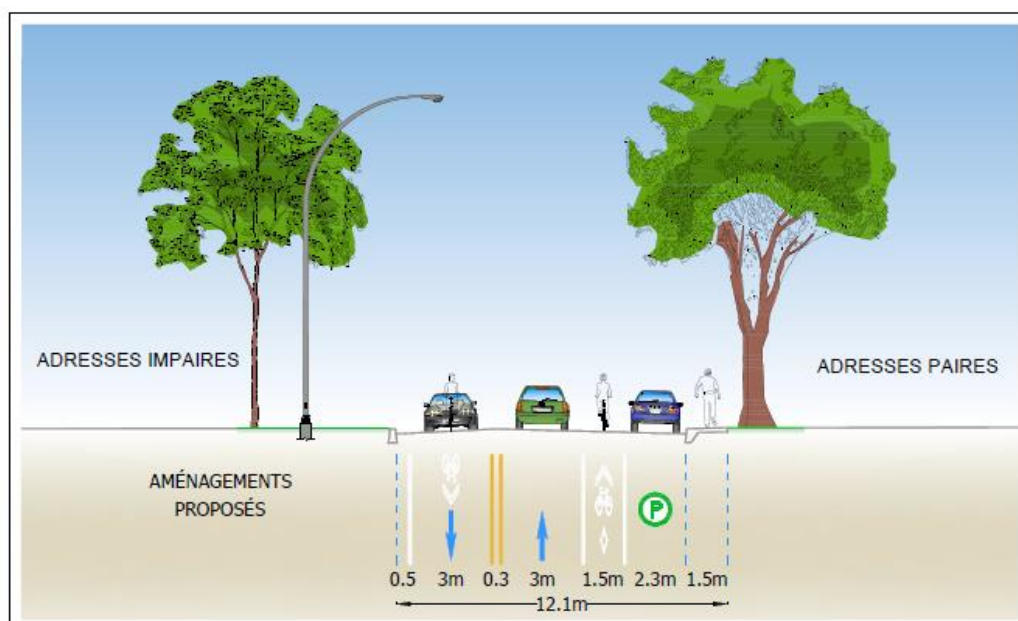 ADRESSES IMPAIRES
ADRESSES PAIRES
AMÉNAGEMENTS
PROPOSÉS
P
0.5 3m 0.3 3m 1.5m 2.3m 1.5m
12.1m